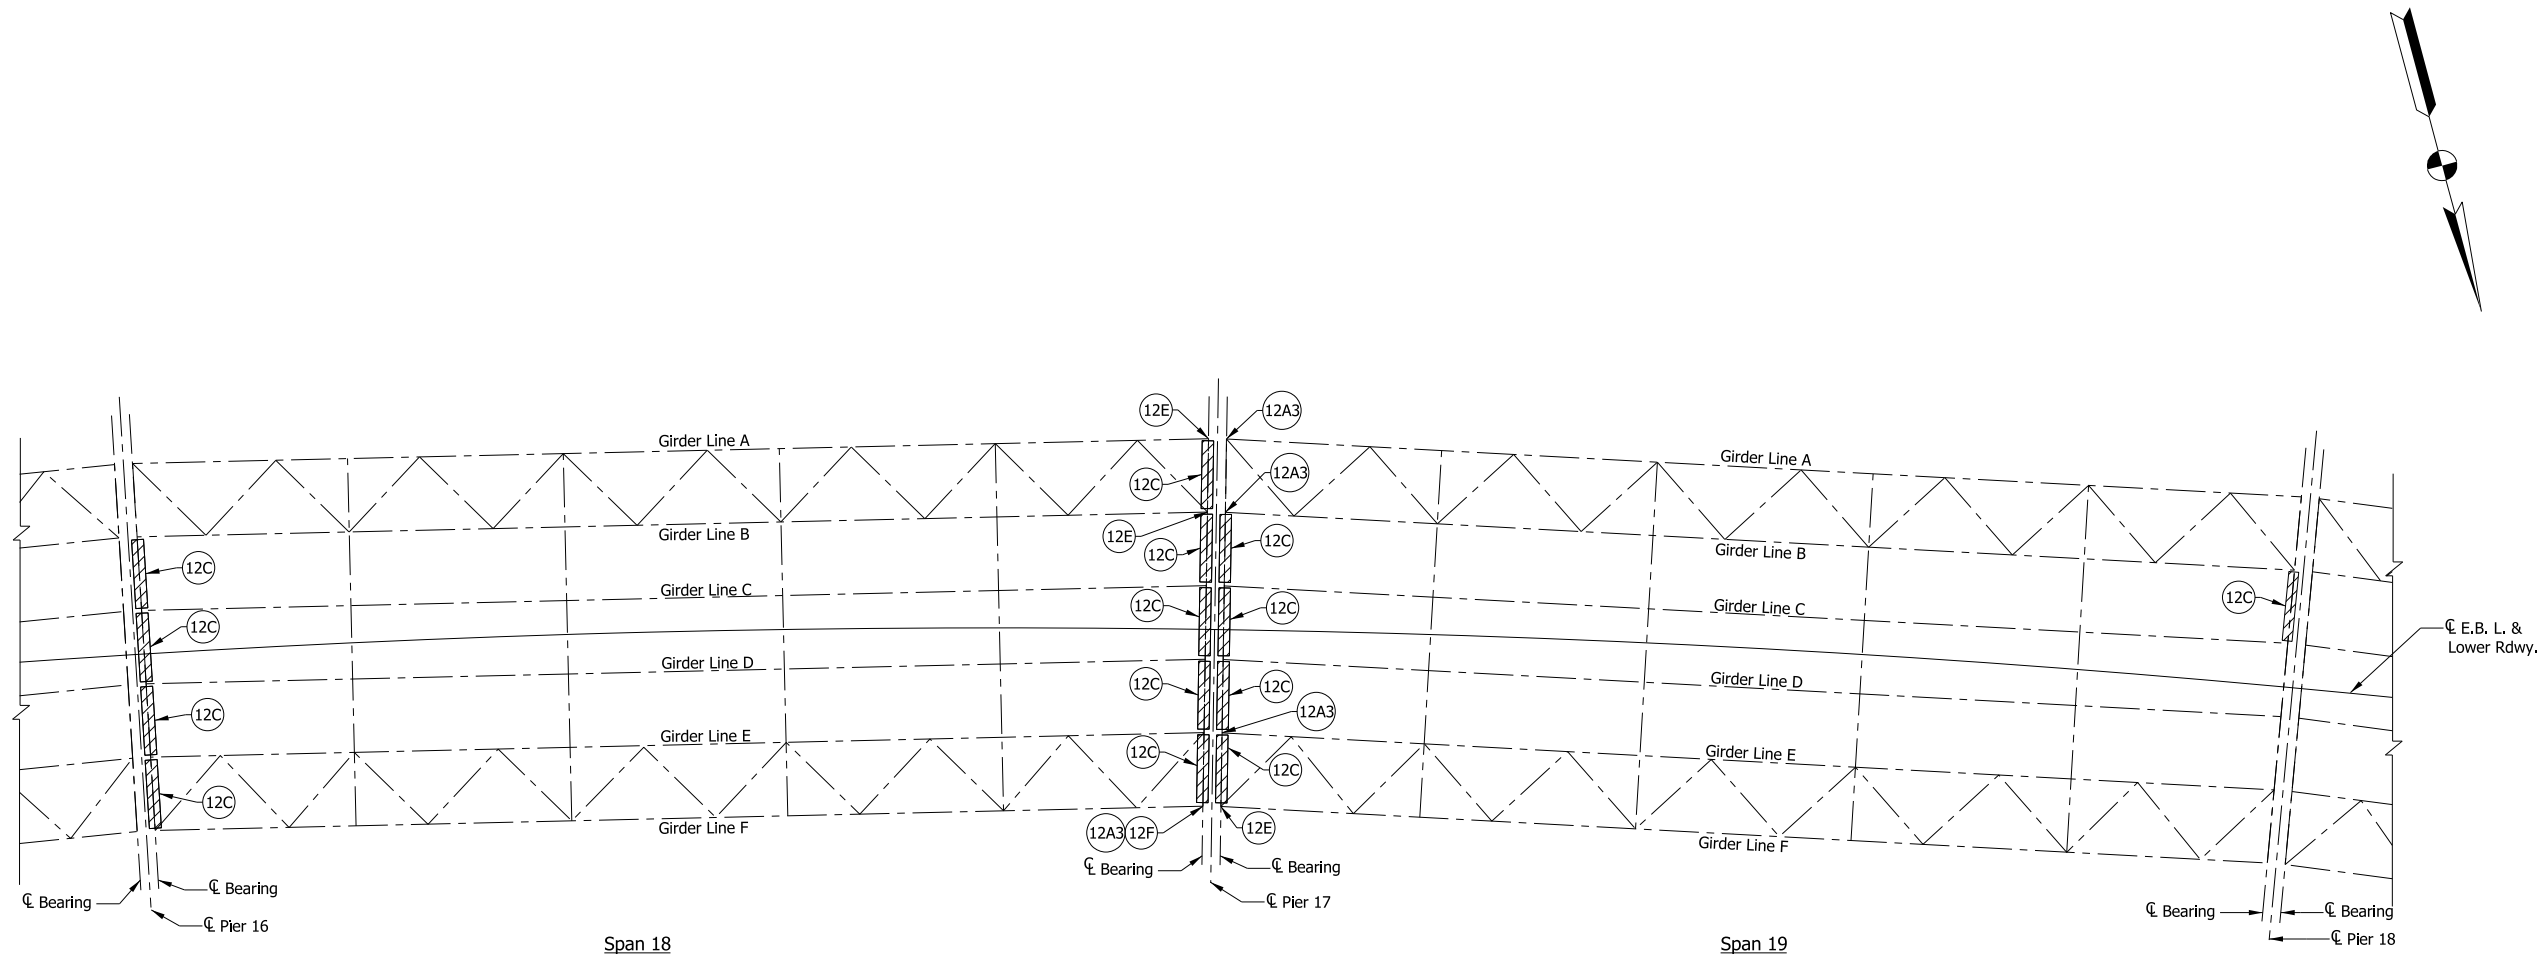 12E
12A3
Girder Line A
Girder Line A
12C
12A3
Girder Line B
12E
12C
12C
Girder Line B
12C
Girder Line C
12C
12C
12C
Girder Line C
12C
12C
℄ E.B. L. &
Lower Rdwy.
Girder Line D
12C
12C
Girder Line D
12C
12A3
Girder Line E
12C
12C
Girder Line E
12C
Girder Line F
12A3
12F
12E
Girder Line F
℄ Bearing
℄ Bearing
℄ Bearing
℄ Bearing
℄ Pier 17
℄ Bearing
℄ Bearing
℄ Pier 16
℄ Pier 18
Span 18
Span 19